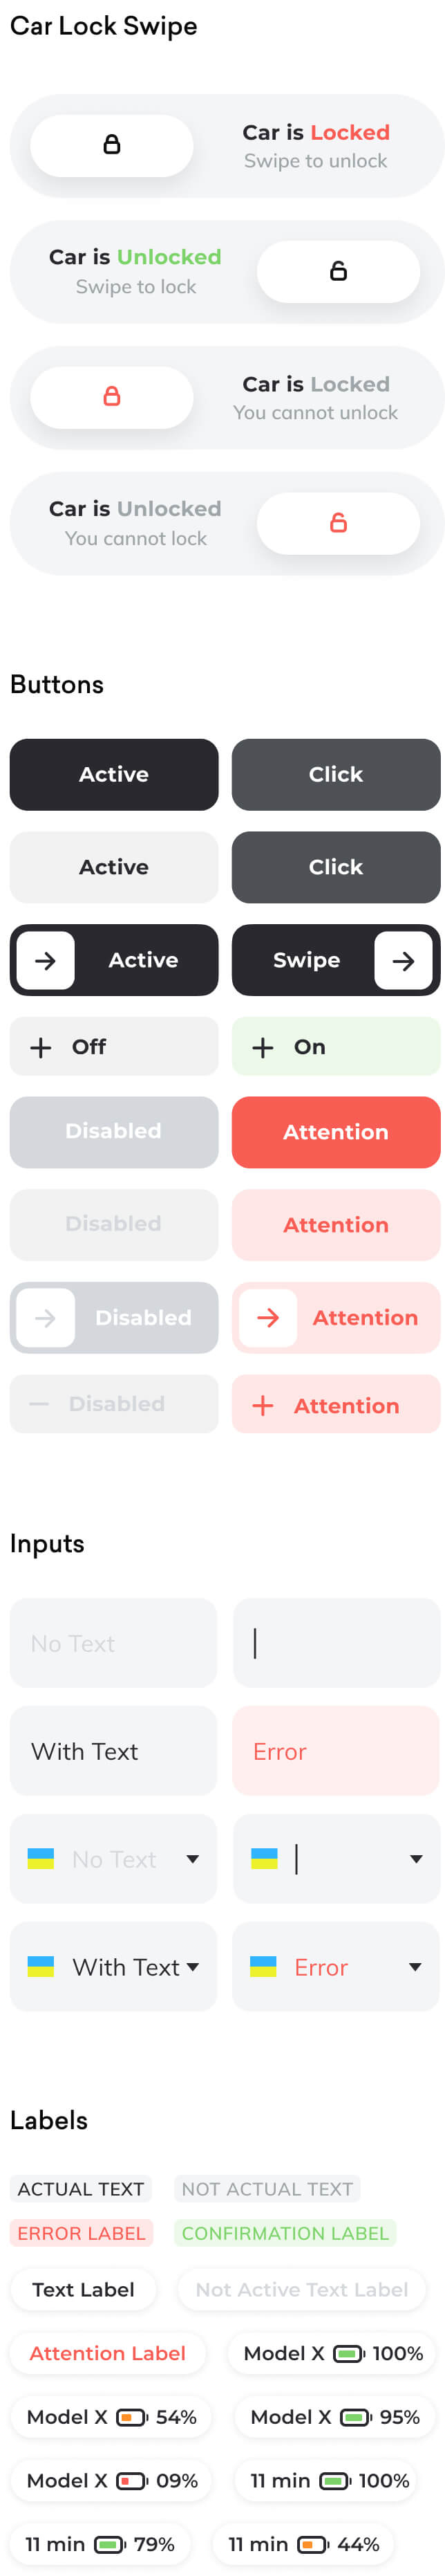 Car Lock Swipe
Car is Locked
Swipe to unlock
Car is Unlocked
Swipe to lock
Car is Locked
You cannot unlock
Car is Unlocked
You cannot lock
Buttons
Active
Click
Active
Click
Active
Swipe
Off
On
Disabled
Attention
Disabled
Attention
Disabled
Attention
Disabled
Attention
Inputs
No Text
With Text
Error
No Text
With Text
Error
Labels
ACTUAL TEXT
NOT ACTUAL TEXT
ERROR LABEL
CONFIRMATION LABEL
Text Label
Not Active Text Label
Attention Label
Model X 100%
Model X 54%
Model X 95%
Model X 09%
11 min 100%
11 min 79%
11 min 44%